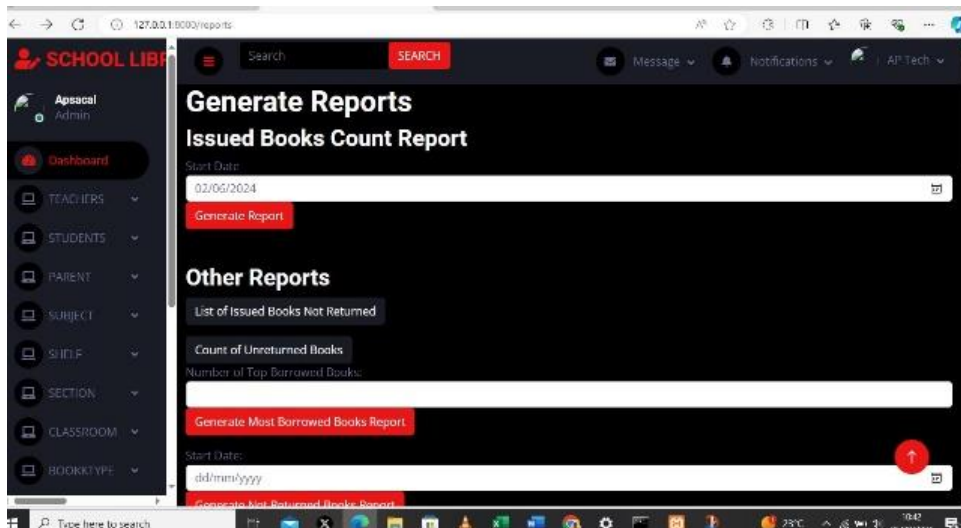 127.0.0.1:8000/reports
SCHOOL LIBR
Search
SEARCH
Message
Notifications
AP Tech
Apsacal
Admin
Dashboard
TEACHERS
STUDENTS
PARENT
SUBJECT
SHELF
SECTION
CLASSROOM
BOOKKTYPE
Generate Reports
Issued Books Count Report
Start Date
02/06/2024
Generate Report
Other Reports
List of Issued Books Not Returned
Count of Unreturned Books
Number of Top Borrowed Books:
Generate Most Borrowed Books Report
Start Date:
dd/mm/yyyy
Generate Not Returned Books Report
Type here to search
23°C
10:42